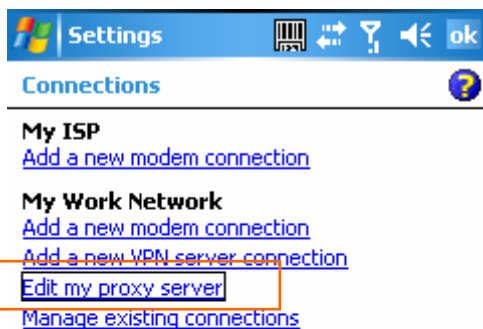 Settings
ok
Connections
?
My ISP
Add a new modem connection
My Work Network
Add a new modem connection
Add a new VPN server connection
Edit my proxy server
Manage existing connections